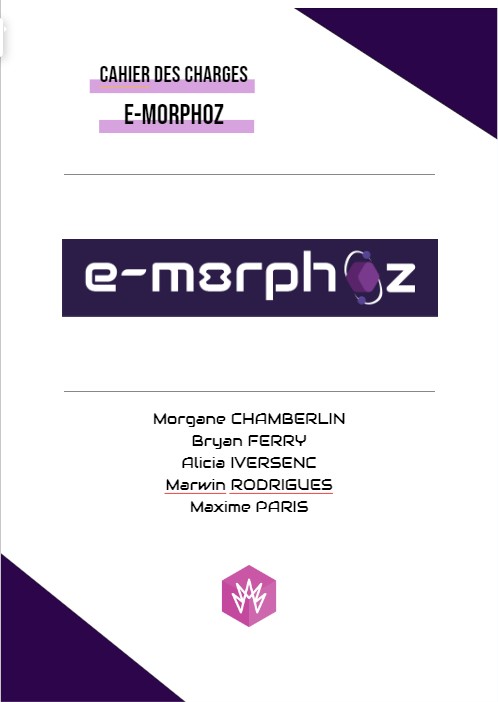 CAHIER DES CHARGES
E-MORPHOZ
e-morphoz
Morgane CHAMBERLIN
Bryan FERRY
Alicia IVERSENC
Marwin RODRIGUES
Maxime PARIS